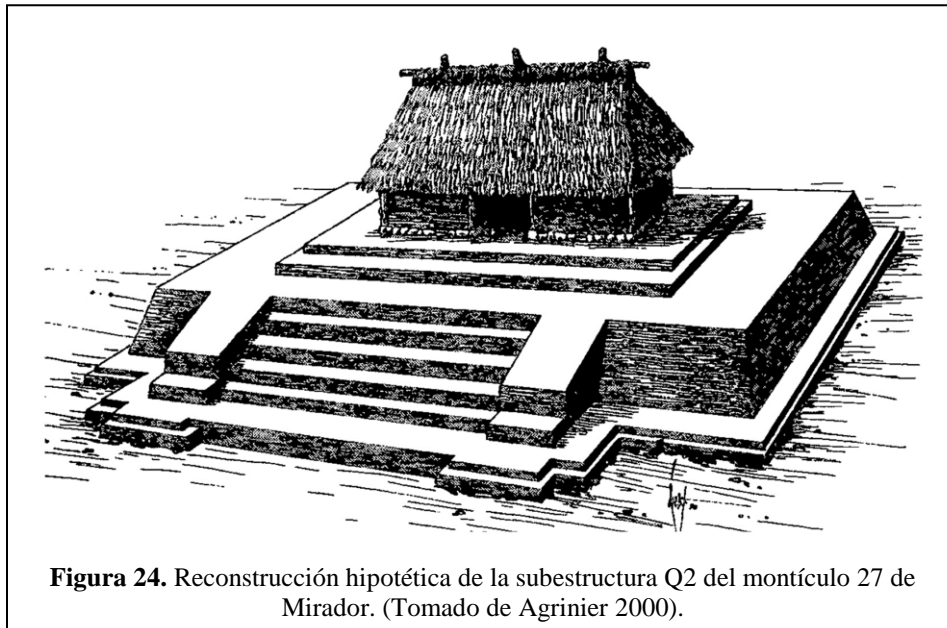 Figura 24. Reconstrucción hipotética de la subestructura Q2 del montículo 27 de
Mirador. (Tomado de Agrinier 2000).